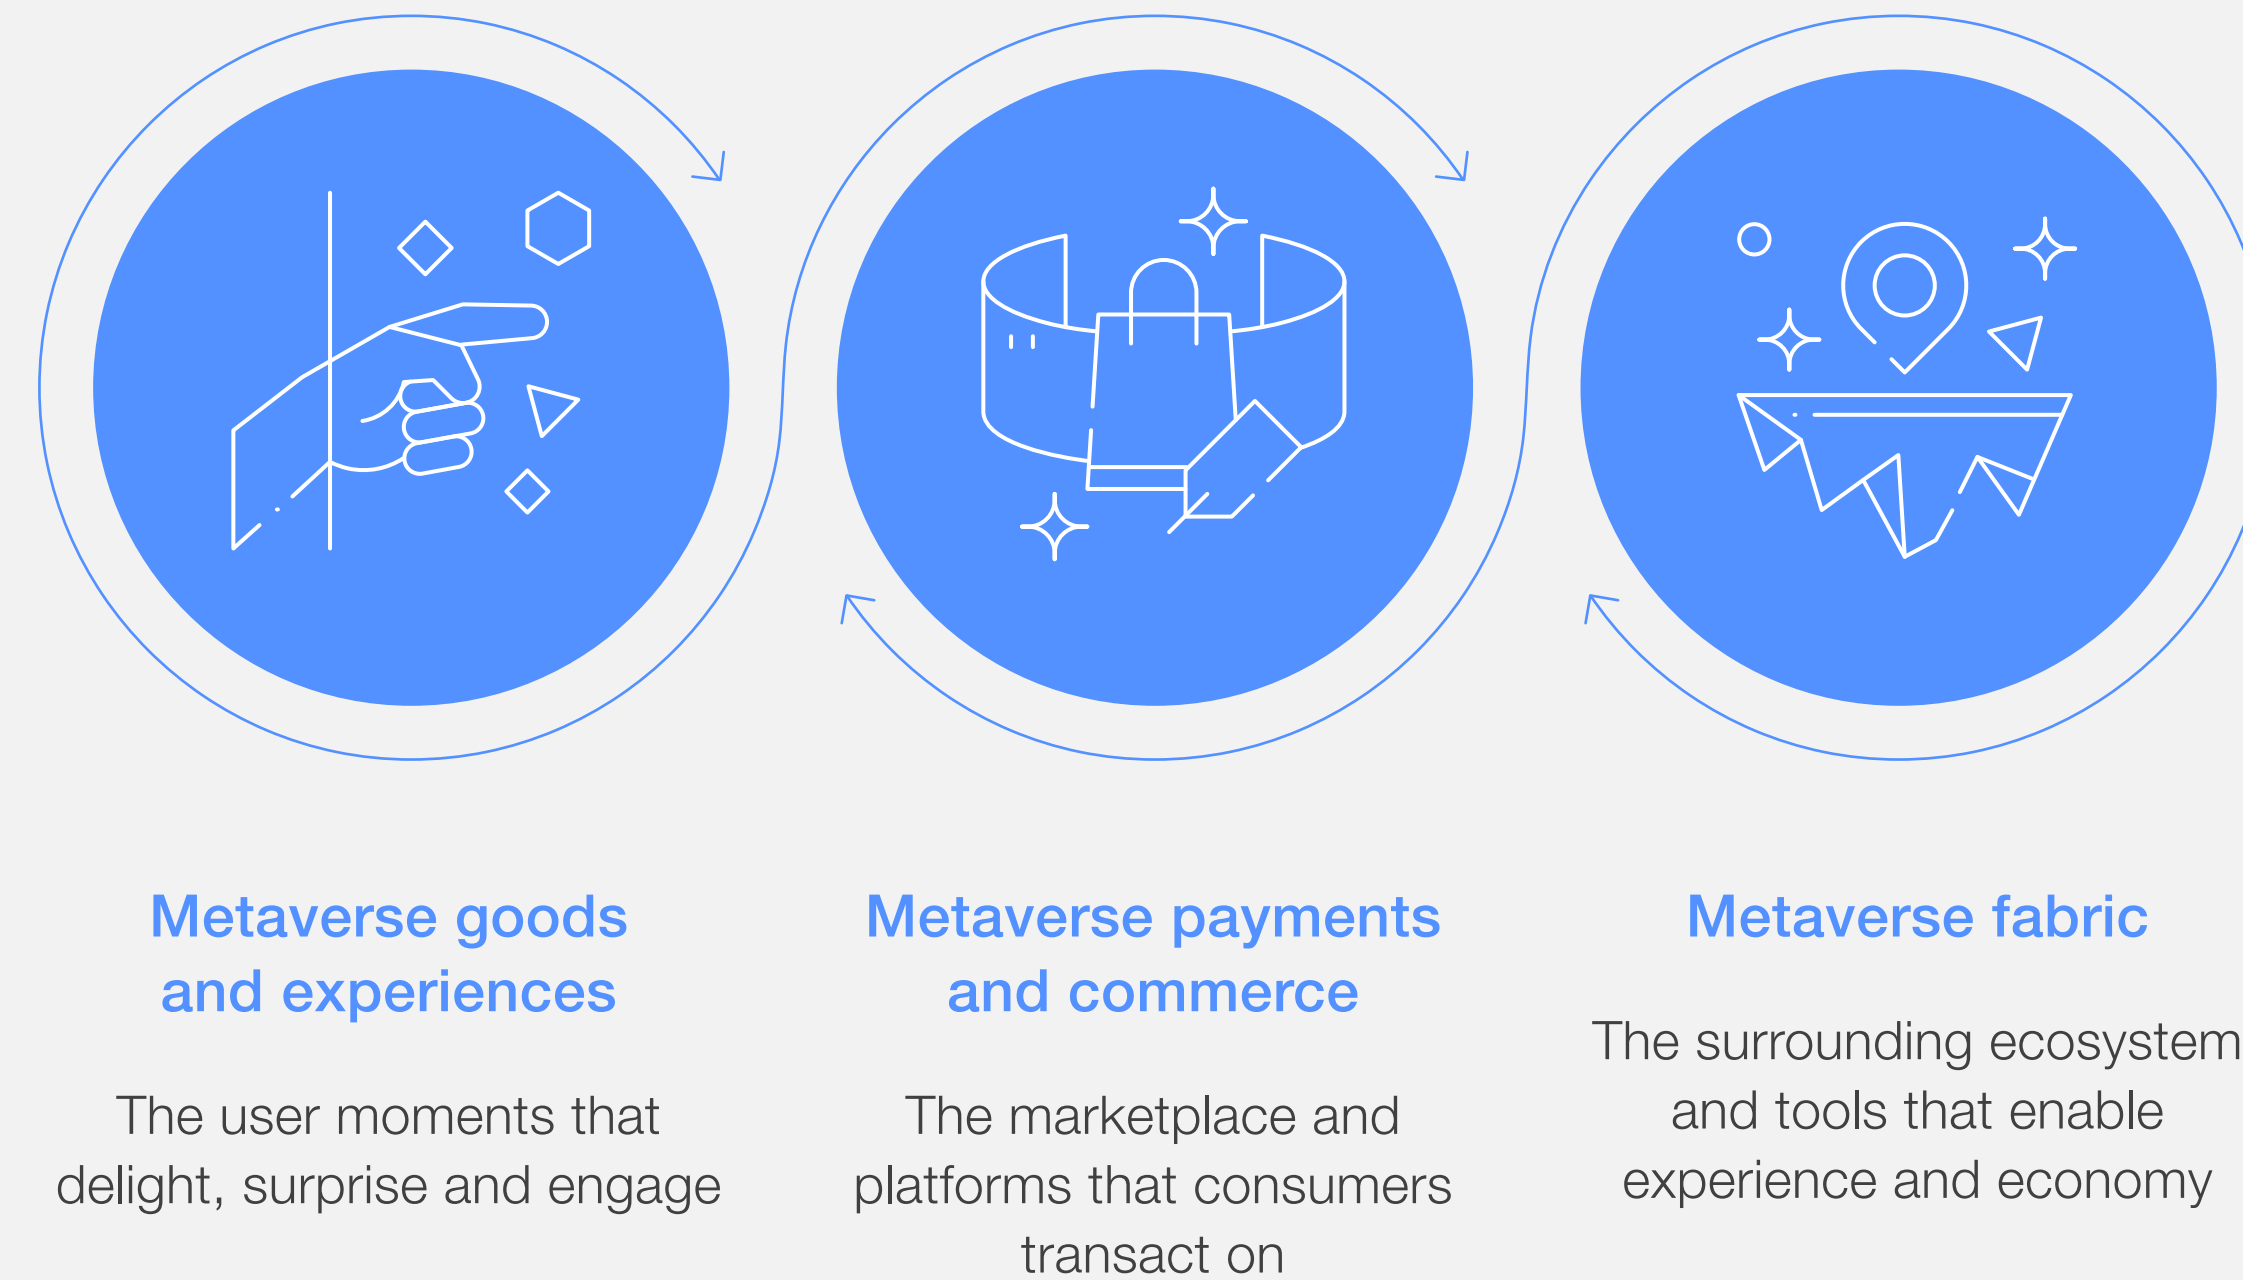 Metaverse goods
and experiences
The user moments that
delight, surprise and engage
Metaverse payments
and commerce
The marketplace and
platforms that consumers
transact on
Metaverse fabric
The surrounding ecosystem
and tools that enable
experience and economy